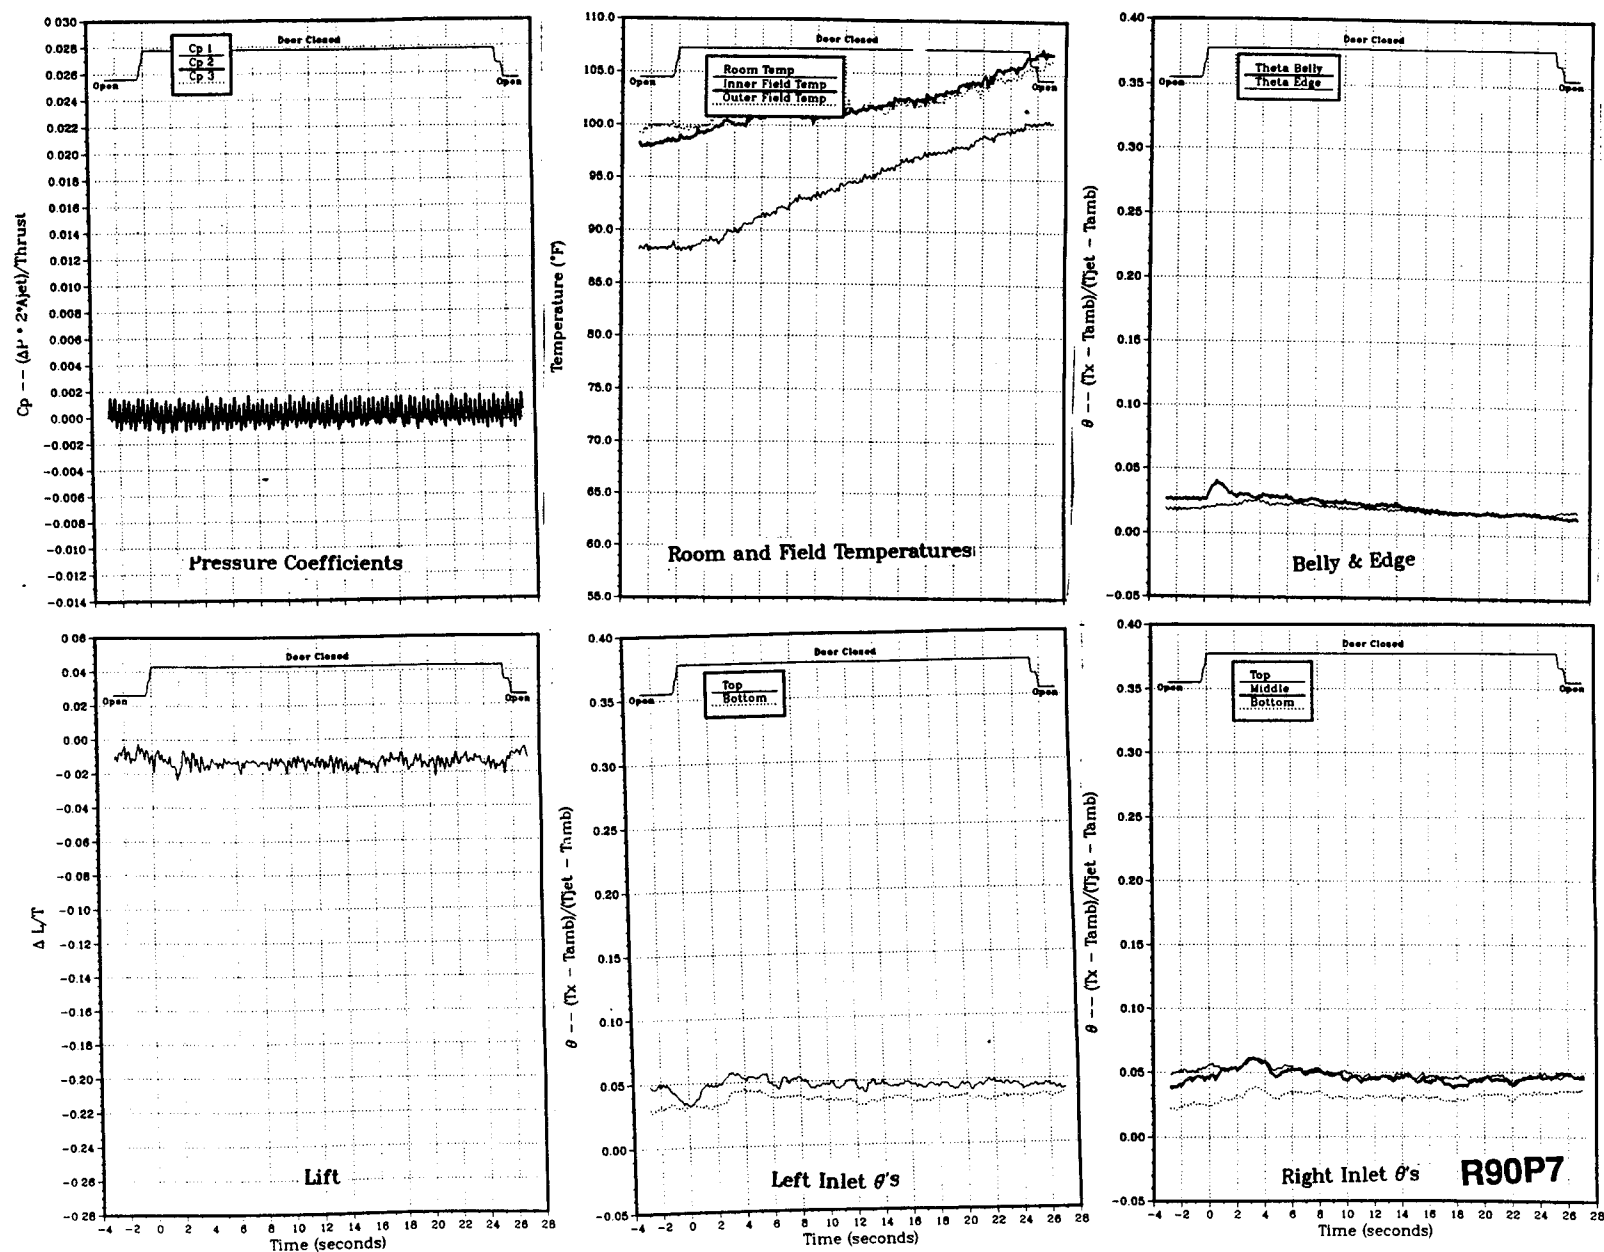 0.030
0.028
0.026
0.024
0.022
0.020
0.018
0.016
0.014
0.012
0.010
0.008
0.006
0.004
0.002
0.000
-0.002
-0.004
-0.006
-0.008
-0.010
-0.012
-0.014
Cp --- (ΔP * 2*Ajet)/Thrust
Door Closed
Open
Open
Cp 1
Cp 2
Cp 3
Pressure Coefficients
110.0
105.0
100.0
95.0
90.0
85.0
80.0
75.0
70.0
65.0
60.0
55.0
Temperature (°F)
Door Closed
Open
Open
Room Temp
Inner Field Temp
Outer Field Temp
Room and Field Temperatures
0.40
0.35
0.30
0.25
0.20
0.15
0.10
0.05
0.00
-0.05
θ --- (Tx - Tamb)/(Tjet - Tamb)
Door Closed
Open
Open
Theta Belly
Theta Edge
Belly & Edge
0.06
0.04
0.02
0.00
-0.02
-0.04
-0.06
-0.08
-0.10
-0.12
-0.14
-0.16
-0.18
-0.20
-0.22
-0.24
-0.26
-0.28
Δ L/T
Door Closed
Open
Open
Lift
-4 -2 0 2 4 6 8 10 12 14 16 18 20 22 24 26 28
Time (seconds)
0.40
0.35
0.30
0.25
0.20
0.15
0.10
0.05
0.00
-0.05
θ --- (Tx - Tamb)/(Tjet - Tamb)
Door Closed
Open
Open
Top
Bottom
Left Inlet θ's
-4 -2 0 2 4 6 8 10 12 14 16 18 20 22 24 26 28
Time (seconds)
0.40
0.35
0.30
0.25
0.20
0.15
0.10
0.05
0.00
-0.05
θ --- (Tx - Tamb)/(Tjet - Tamb)
Door Closed
Open
Open
Top
Middle
Bottom
Right Inlet θ's
R90P7
-4 -2 0 2 4 6 8 10 12 14 16 18 20 22 24 26 28
Time (seconds)